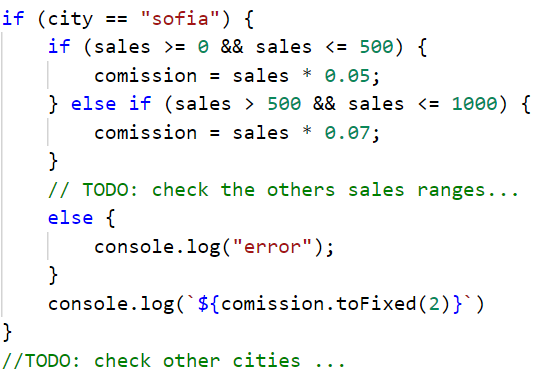 if (city == "sofia") {
    if (sales >= 0 && sales <= 500) {
        comission = sales * 0.05;
    } else if (sales > 500 && sales <= 1000) {
        comission = sales * 0.07;
    }
    // TODO: check the others sales ranges...
    else {
        console.log("error");
    }
    console.log(`${comission.toFixed(2)}`)
}
//TODO: check other cities ...